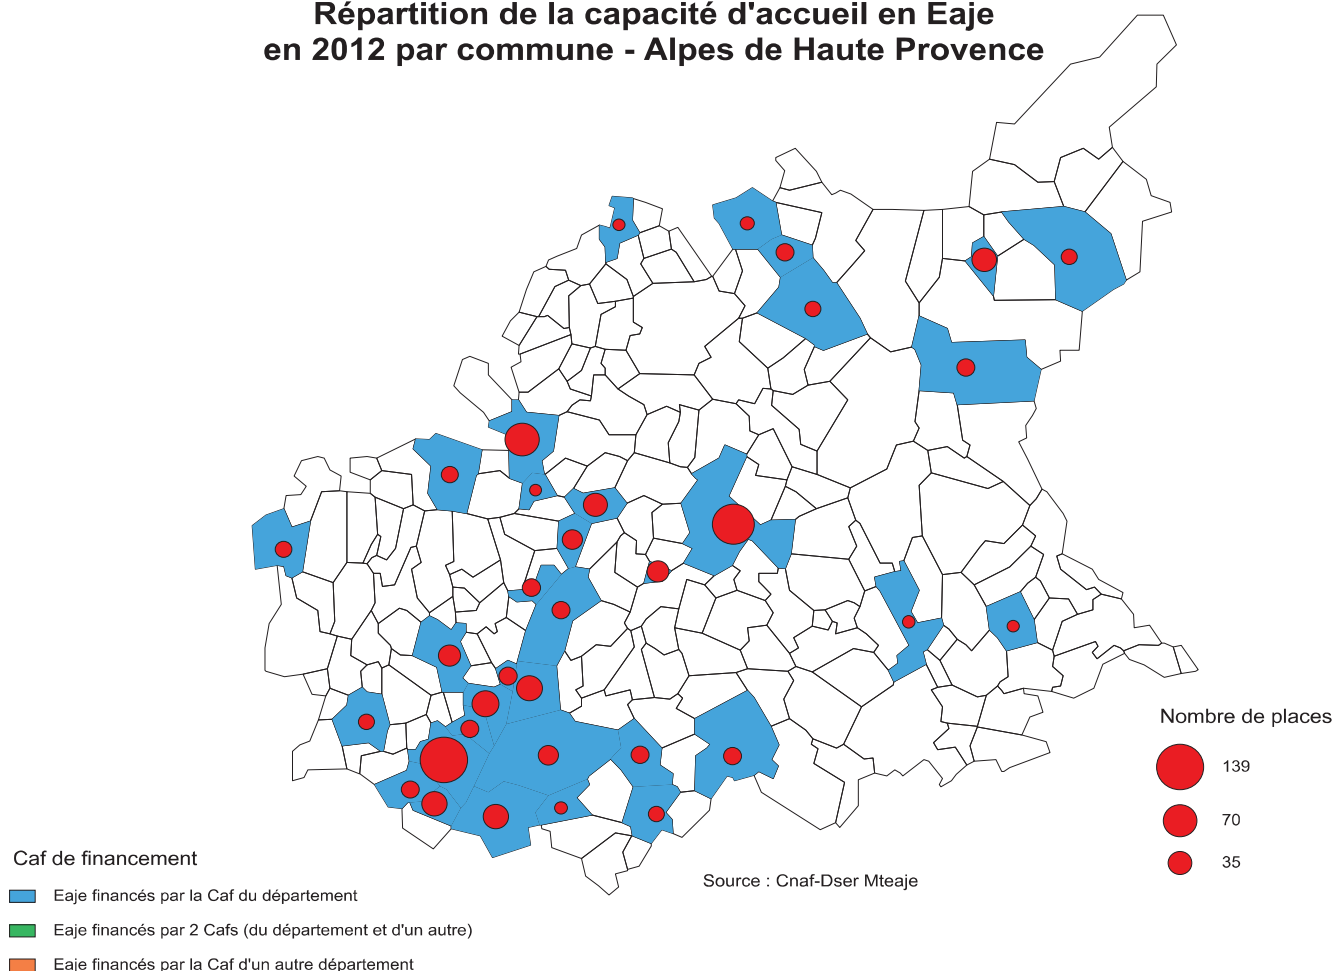 Répartition de la capacité d'accueil en Eaje
en 2012 par commune - Alpes de Haute Provence
Nombre de places
139
70
35
Caf de financement
Eaje financés par la Caf du département
Eaje financés par 2 Cafs (du département et d'un autre)
Eaje financés par la Caf d'un autre département
Source : Cnaf-Dser Mteaje